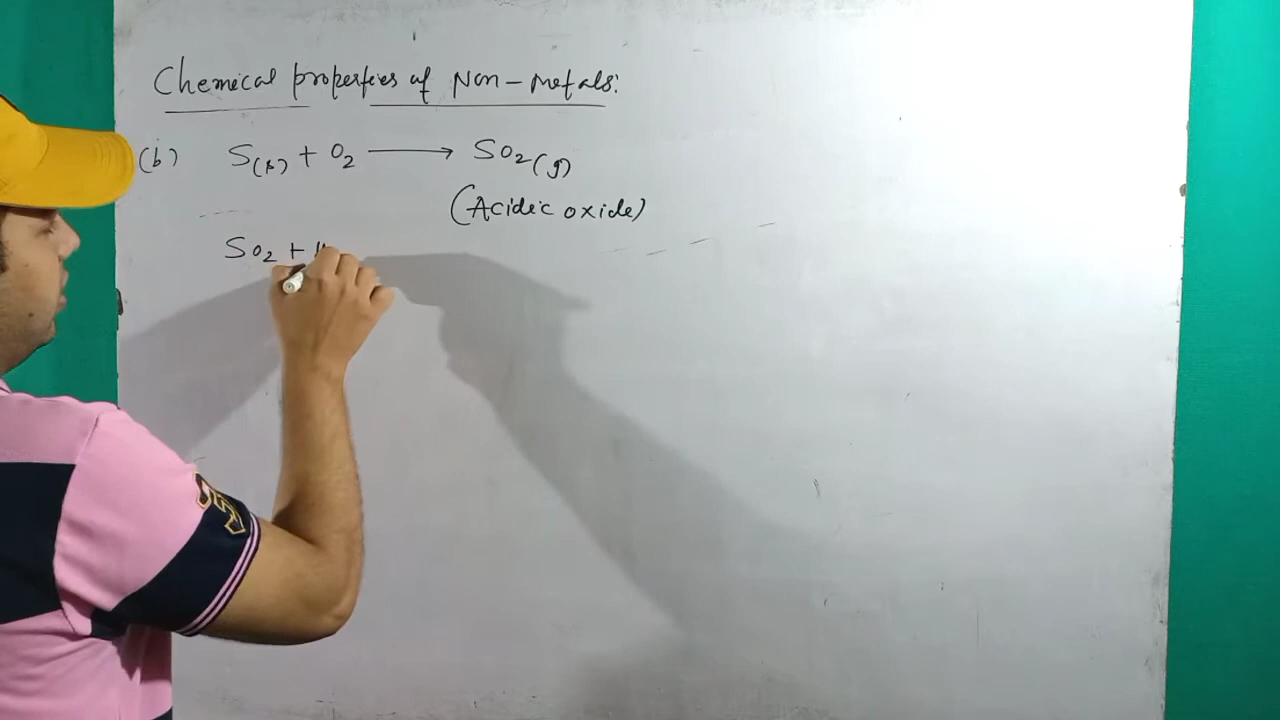 Chemical properties of Non-Metals:
(b) S(s) + O2 ⟶ SO2(g)
(Acidic oxide)
SO2 + H